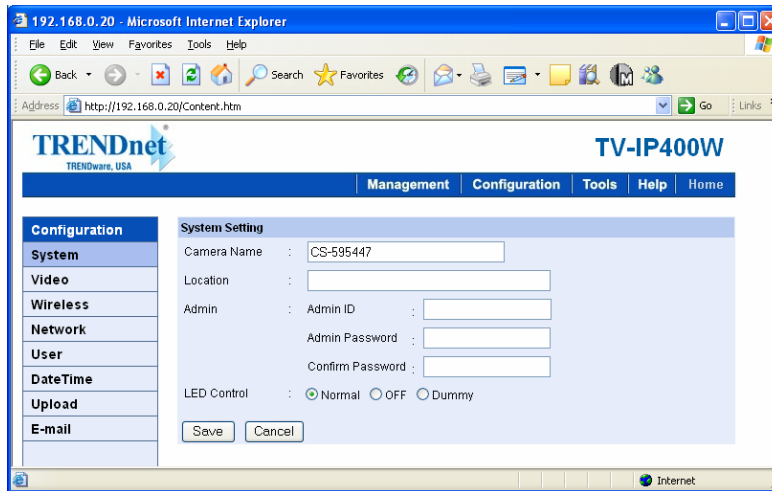 192.168.0.20 - Microsoft Internet Explorer
File Edit View Favorites Tools Help
Back Search Favorites
Address http://192.168.0.20/Content.htm Go Links
TRENDnet
TRENDware, USA
TV-IP400W
Management Configuration Tools Help Home
Configuration
System
Video
Wireless
Network
User
DateTime
Upload
E-mail
System Setting
Camera Name : CS-595447
Location :
Admin : Admin ID :
Admin Password :
Confirm Password :
LED Control : Normal OFF Dummy
Save Cancel
Internet